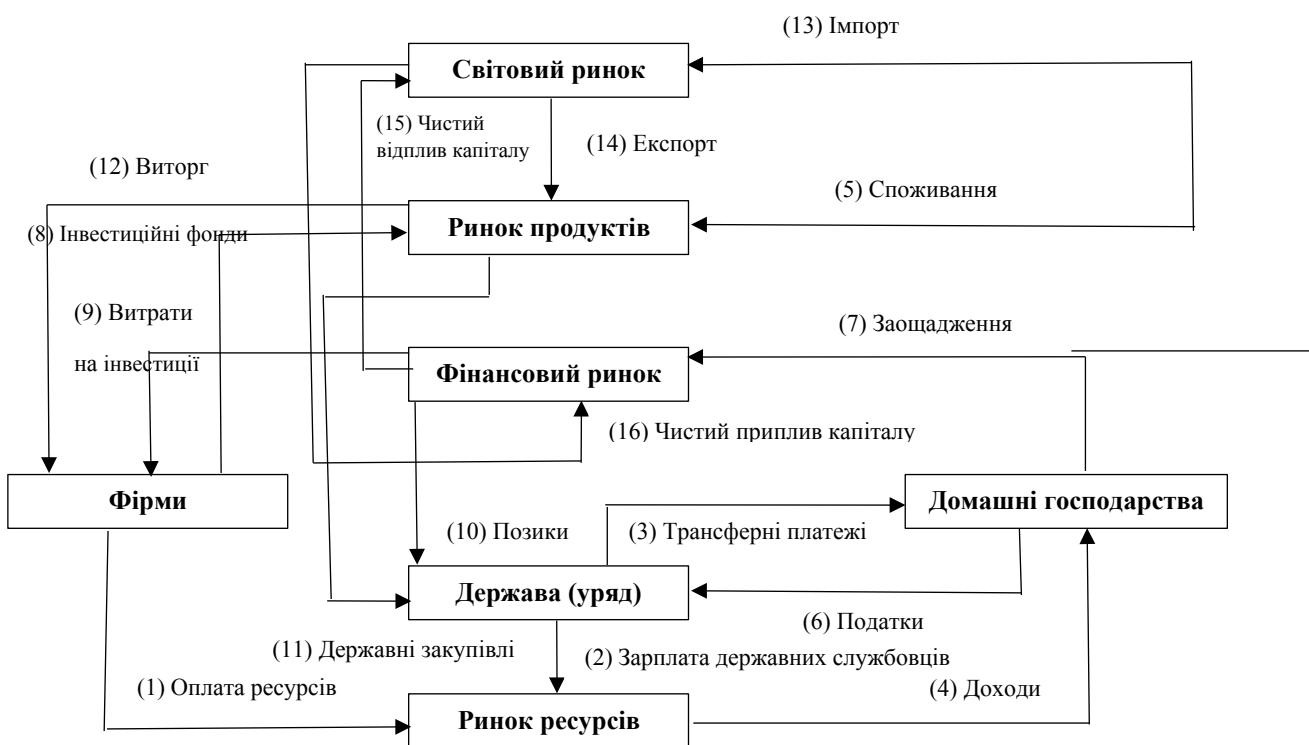 (13) Імпорт
Світовий ринок
(15) Чистий
відплив капіталу
(14) Експорт
(12) Виторг
(5) Споживання
(8) Інвестиційні фонди
Ринок продуктів
(9) Витрати
на інвестиції
(7) Заощадження
Фінансовий ринок
(16) Чистий приплив капіталу
Фірми
Домашні господарства
(10) Позики
(3) Трансферні платежі
Держава (уряд)
(6) Податки
(11) Державні закупівлі
(2) Зарплата державних службовців
(1) Оплата ресурсів
(4) Доходи
Ринок ресурсів